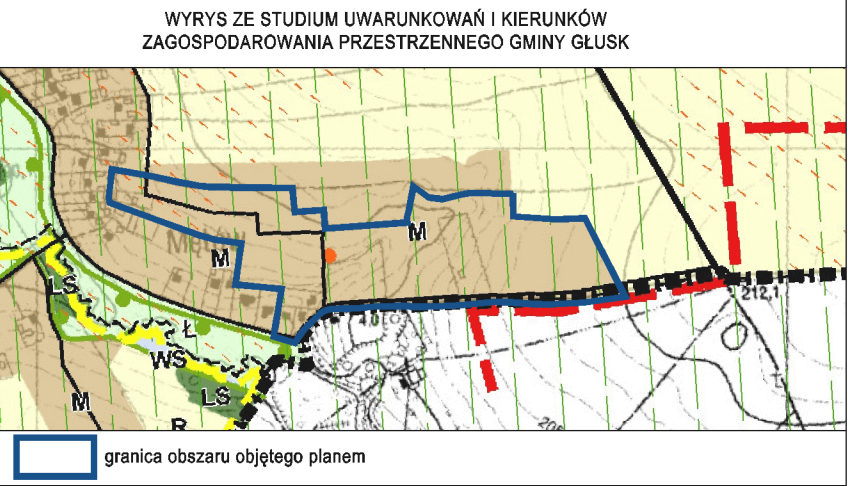 WYRYS ZE STUDIUM UWARUNKOWAŃ I KIERUNKÓW
ZAGOSPODAROWANIA PRZESTRZENNEGO GMINY GŁUSK
M
M
LS
212,1
Ł
WS
LS
M
R
granica obszaru objętego planem